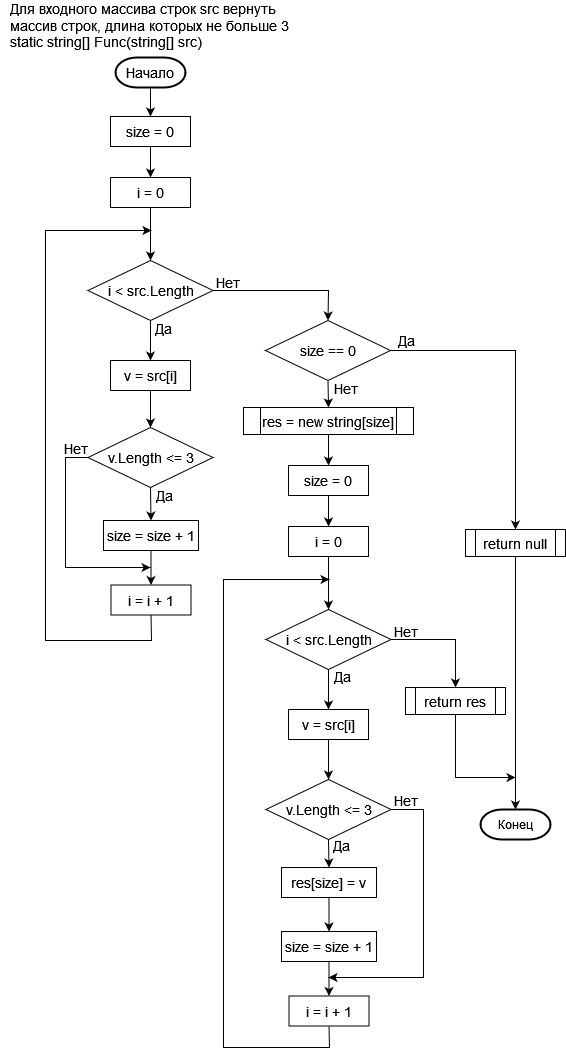 Для входного массива строк src вернуть
массив строк, длина которых не больше 3
static string[] Func(string[] src)
Начало
size = 0
i = 0
i < src.Length
Нет
Да
v = src[i]
v.Length <= 3
Нет
Да
size = size + 1
i = i + 1
size == 0
Да
Нет
res = new string[size]
size = 0
i = 0
return null
i < src.Length
Нет
Да
return res
v = src[i]
v.Length <= 3
Нет
Да
Конец
res[size] = v
size = size + 1
i = i + 1